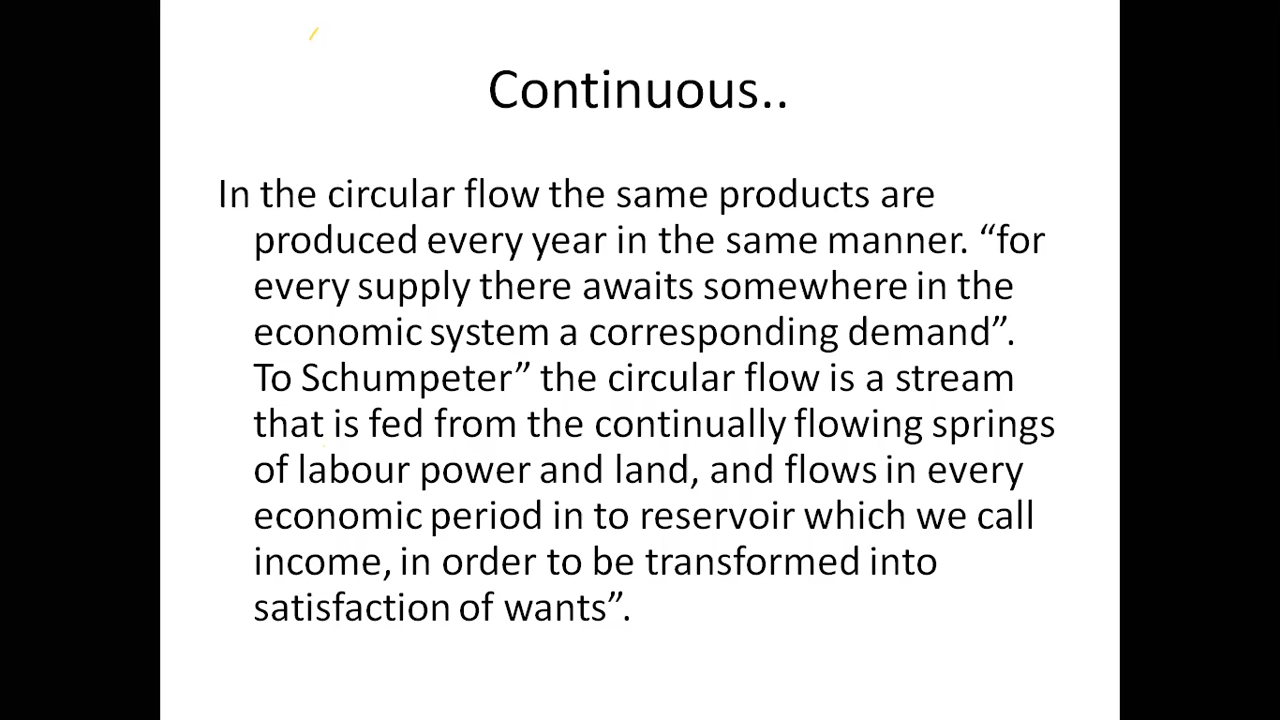 Continuous..
In the circular flow the same products are
produced every year in the same manner. “for
every supply there awaits somewhere in the
economic system a corresponding demand”.
To Schumpeter” the circular flow is a stream
that is fed from the continually flowing springs
of labour power and land, and flows in every
economic period in to reservoir which we call
income, in order to be transformed into
satisfaction of wants”.